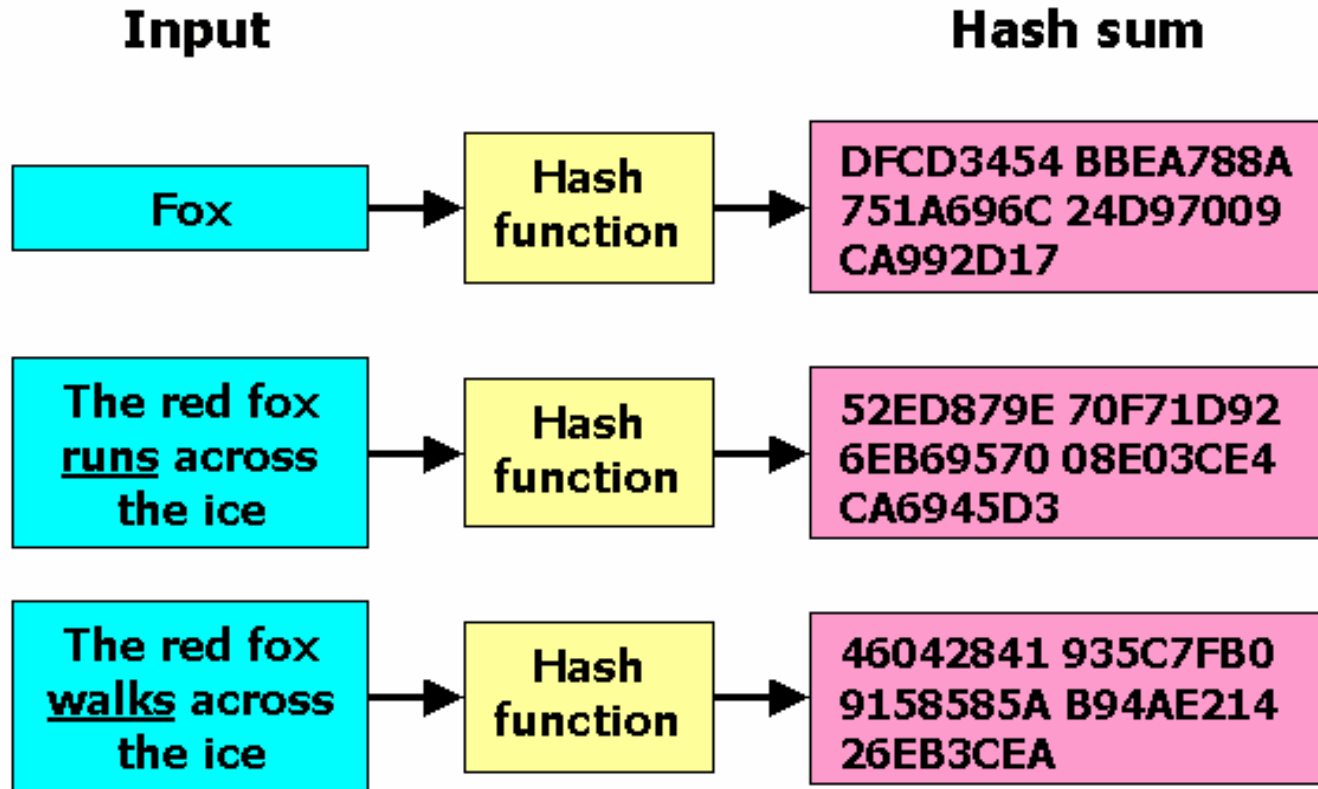 Input
Hash sum
Fox
Hash
function
DFCD3454 BBEA788A
751A696C 24D97009
CA992D17
The red fox
runs across
the ice
Hash
function
52ED879E 70F71D92
6EB69570 08E03CE4
CA6945D3
The red fox
walks across
the ice
Hash
function
46042841 935C7FB0
9158585A B94AE214
26EB3CEA